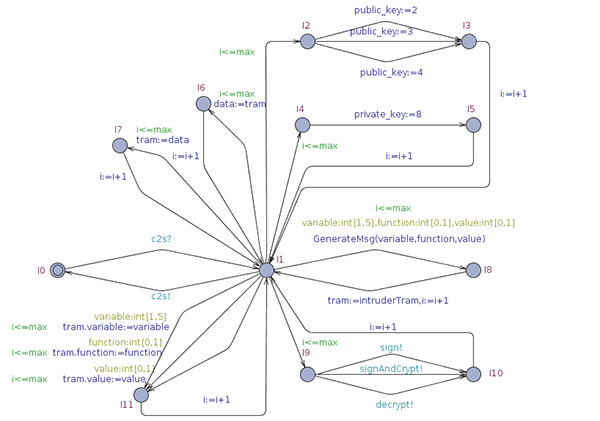 public_key:=2
l2
l3
public_key:=3
i<=max
public_key:=4
l6
i<=max
data:=tram
i:=i+1
l4
private_key:=8
l5
l7
i<=max
tram:=data
i<=max
i:=i+1
i:=i+1
i:=i+1
i<=max
variable:int[1,5],function:int[0,1],value:int[0,1]
c2s?
GenerateMsg(variable,function,value)
l1
l0
l8
c2s!
tram:=intruderTram,i:=i+1
variable:int[1,5]
i<=max
tram.variable:=variable
i:=i+1
function:int[0,1]
i<=max
sign!
i<=max
tram.function:=function
l9
value:int[0,1]
signAndCrypt!
l10
i<=max
tram.value:=value
i:=i+1
l11
decrypt!